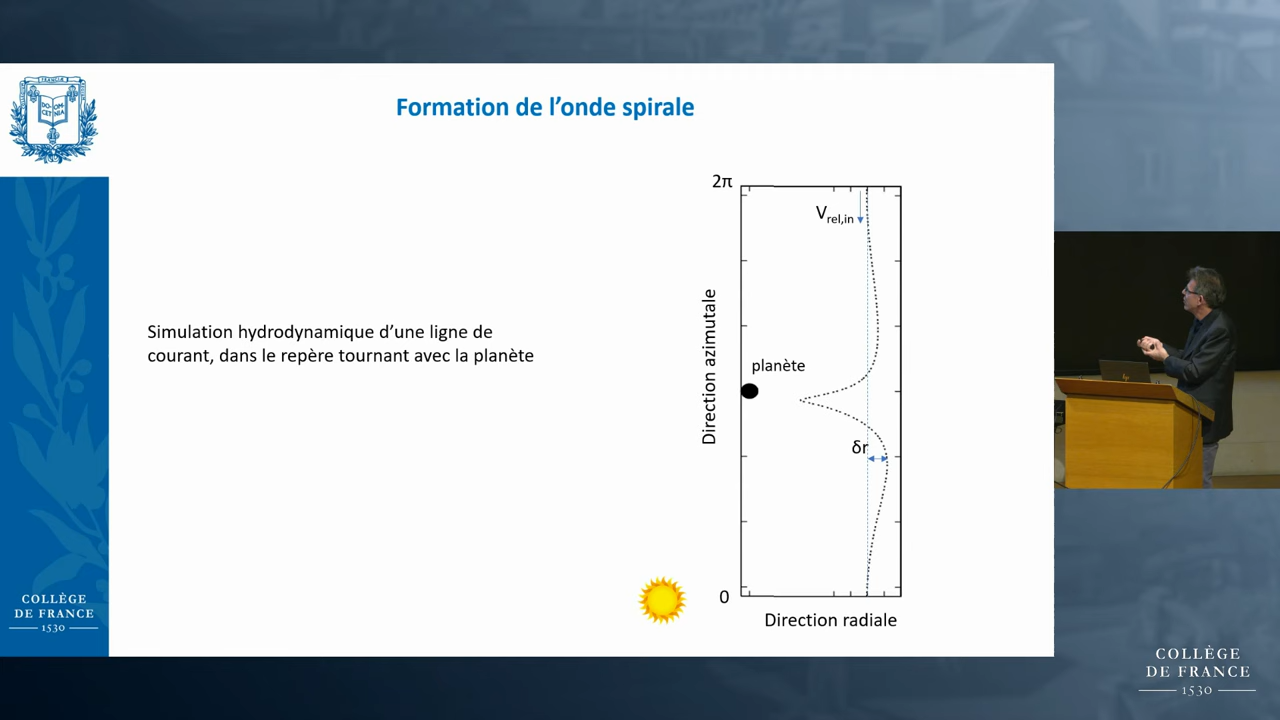 Formation de l'onde spirale
2π
V_rel,in
Direction azimutale
planète
Simulation hydrodynamique d'une ligne de
courant, dans le repère tournant avec la planète
δr
0
Direction radiale
COLLÈGE
DE FRANCE
1530
COLLÈGE
DE FRANCE
1530